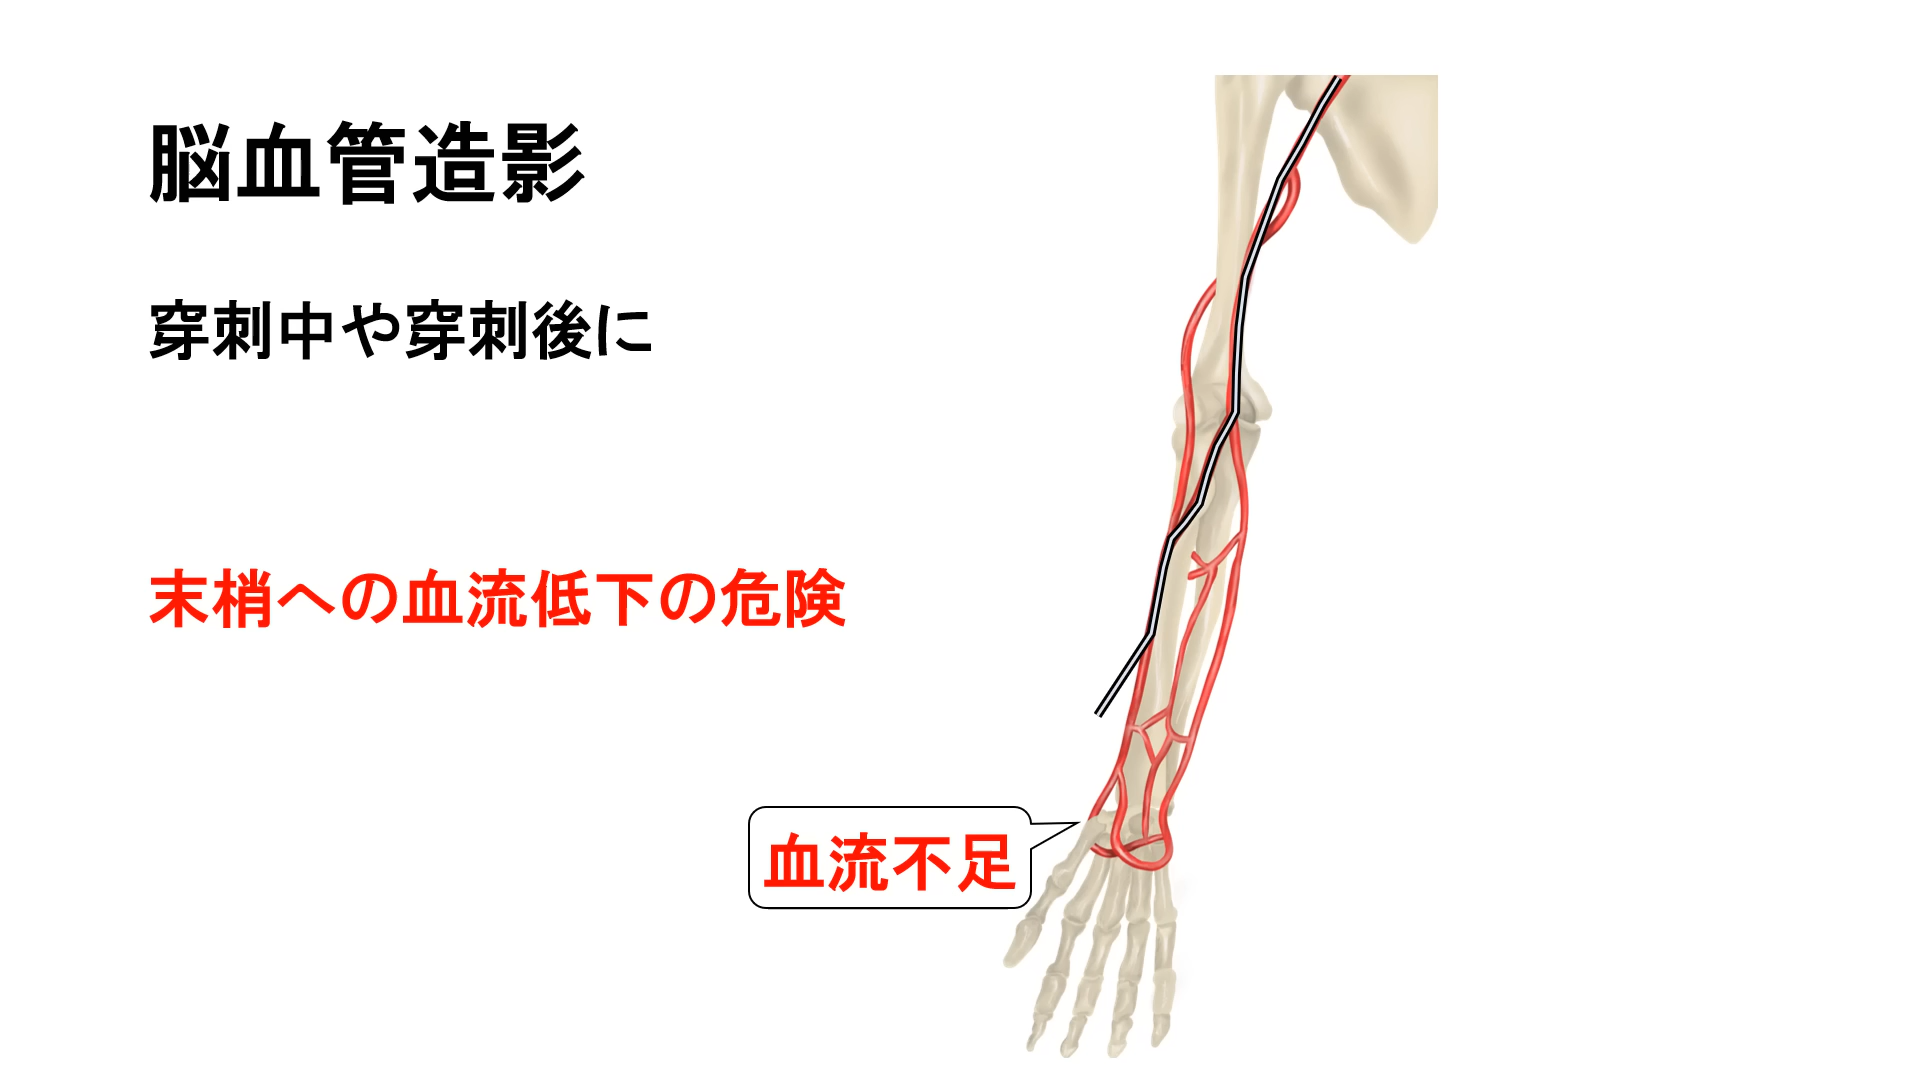 脳血管造影
穿刺中や穿刺後に
末梢への血流低下の危険
血流不足